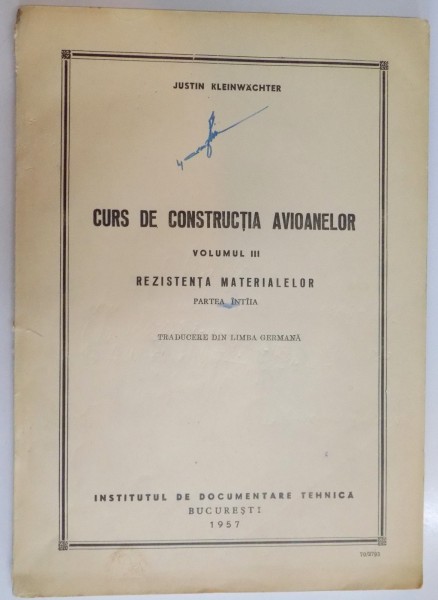 JUSTIN KLEINWÄCHTER
CURS DE CONSTRUCȚIA AVIOANELOR
VOLUMUL III
REZISTENȚA MATERIALELOR
PARTEA ÎNTÎIA
TRADUCERE DIN LIMBA GERMANĂ
INSTITUTUL DE DOCUMENTARE TEHNICA
BUCUREȘTI
1957